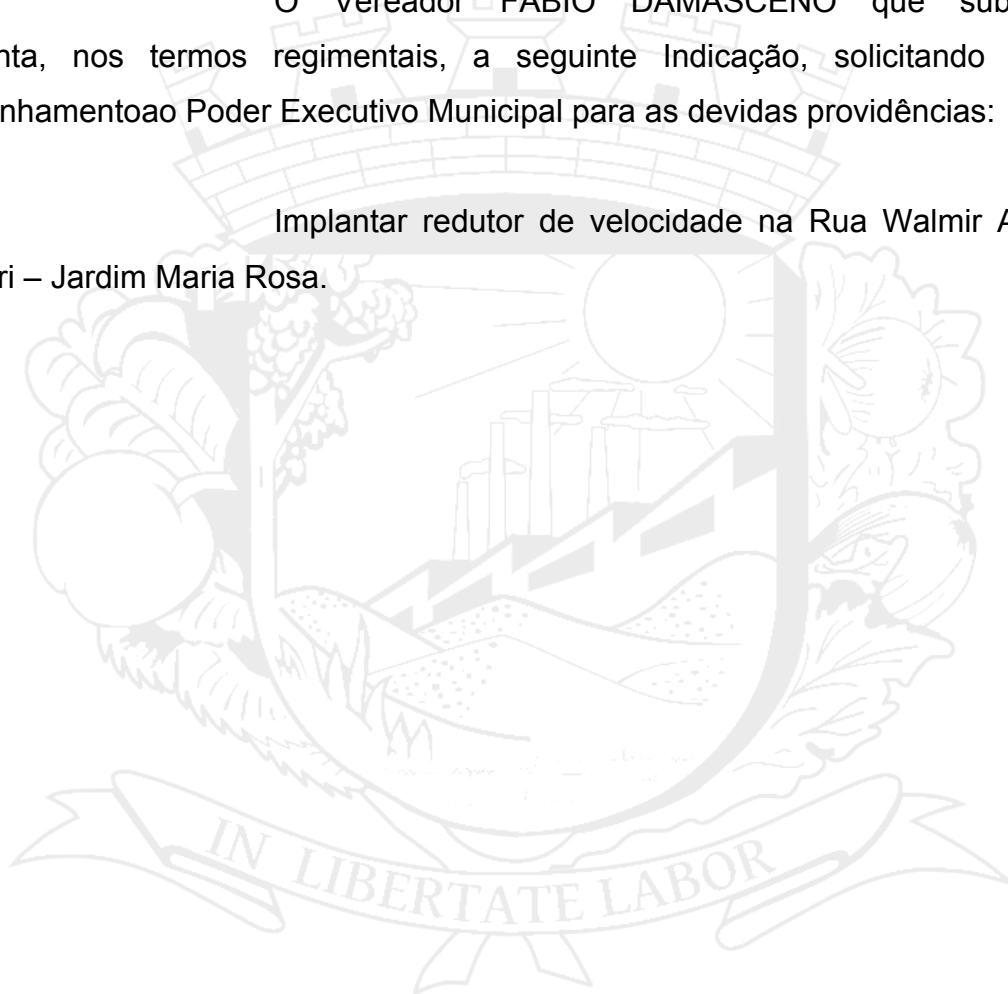 O Vereador FÁBIO DAMASCENO que sub
nta, nos termos regimentais, a seguinte Indicação, solicitando
nhamentoao Poder Executivo Municipal para as devidas providências:
Implantar redutor de velocidade na Rua Walmir A
ri – Jardim Maria Rosa.
IN LIBERTATE LABOR